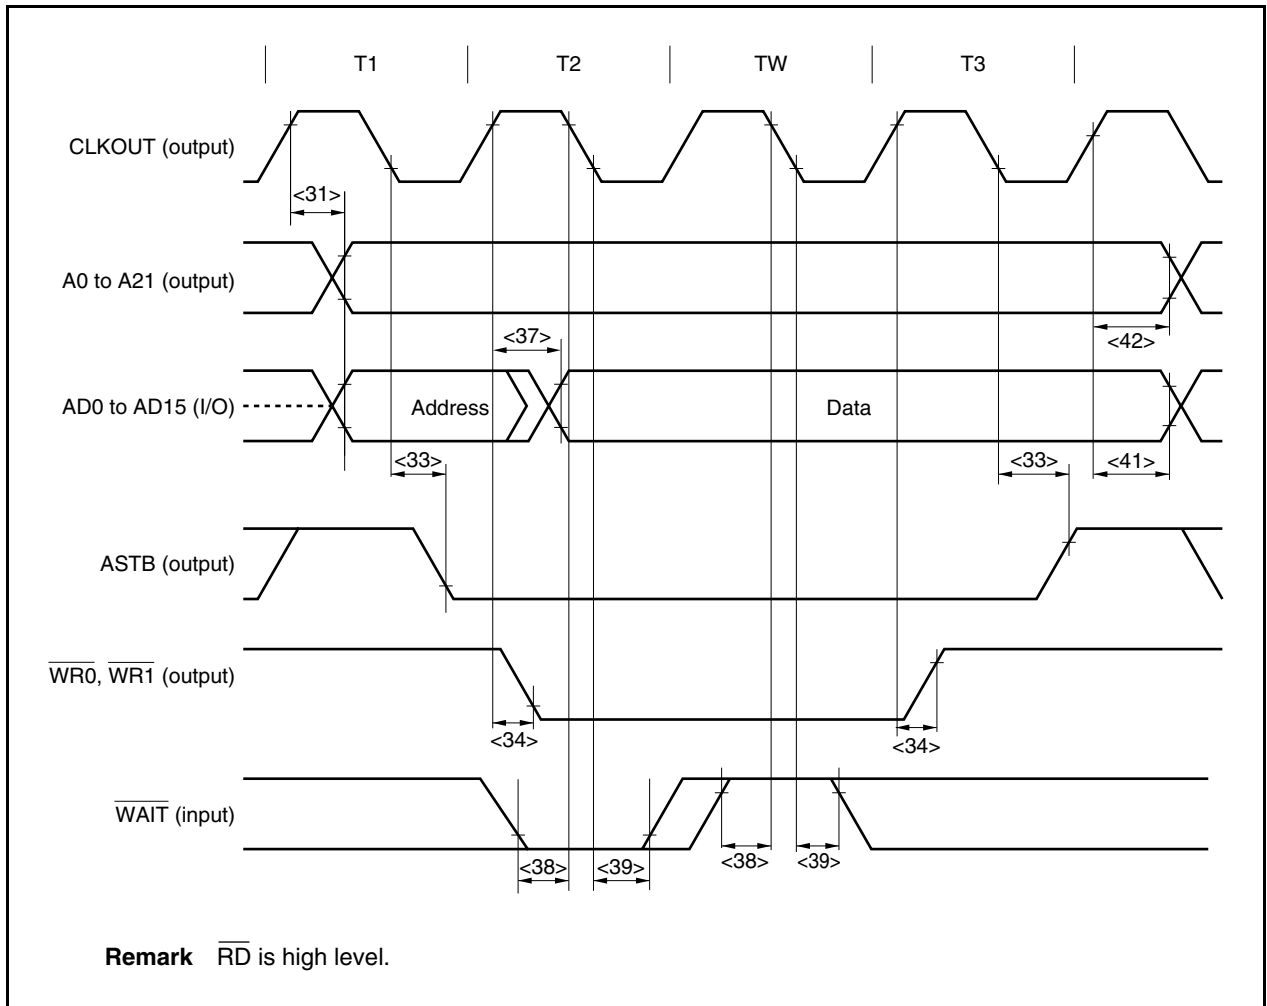 T1 T2 TW T3
CLKOUT (output)
<31>
A0 to A21 (output)
<37>
<42>
AD0 to AD15 (I/O)
Address
Data
<33>
<33>
<41>
ASTB (output)
WR0, WR1 (output)
<34>
<34>
WAIT (input)
<38>
<39>
<38>
<39>
Remark RD is high level.